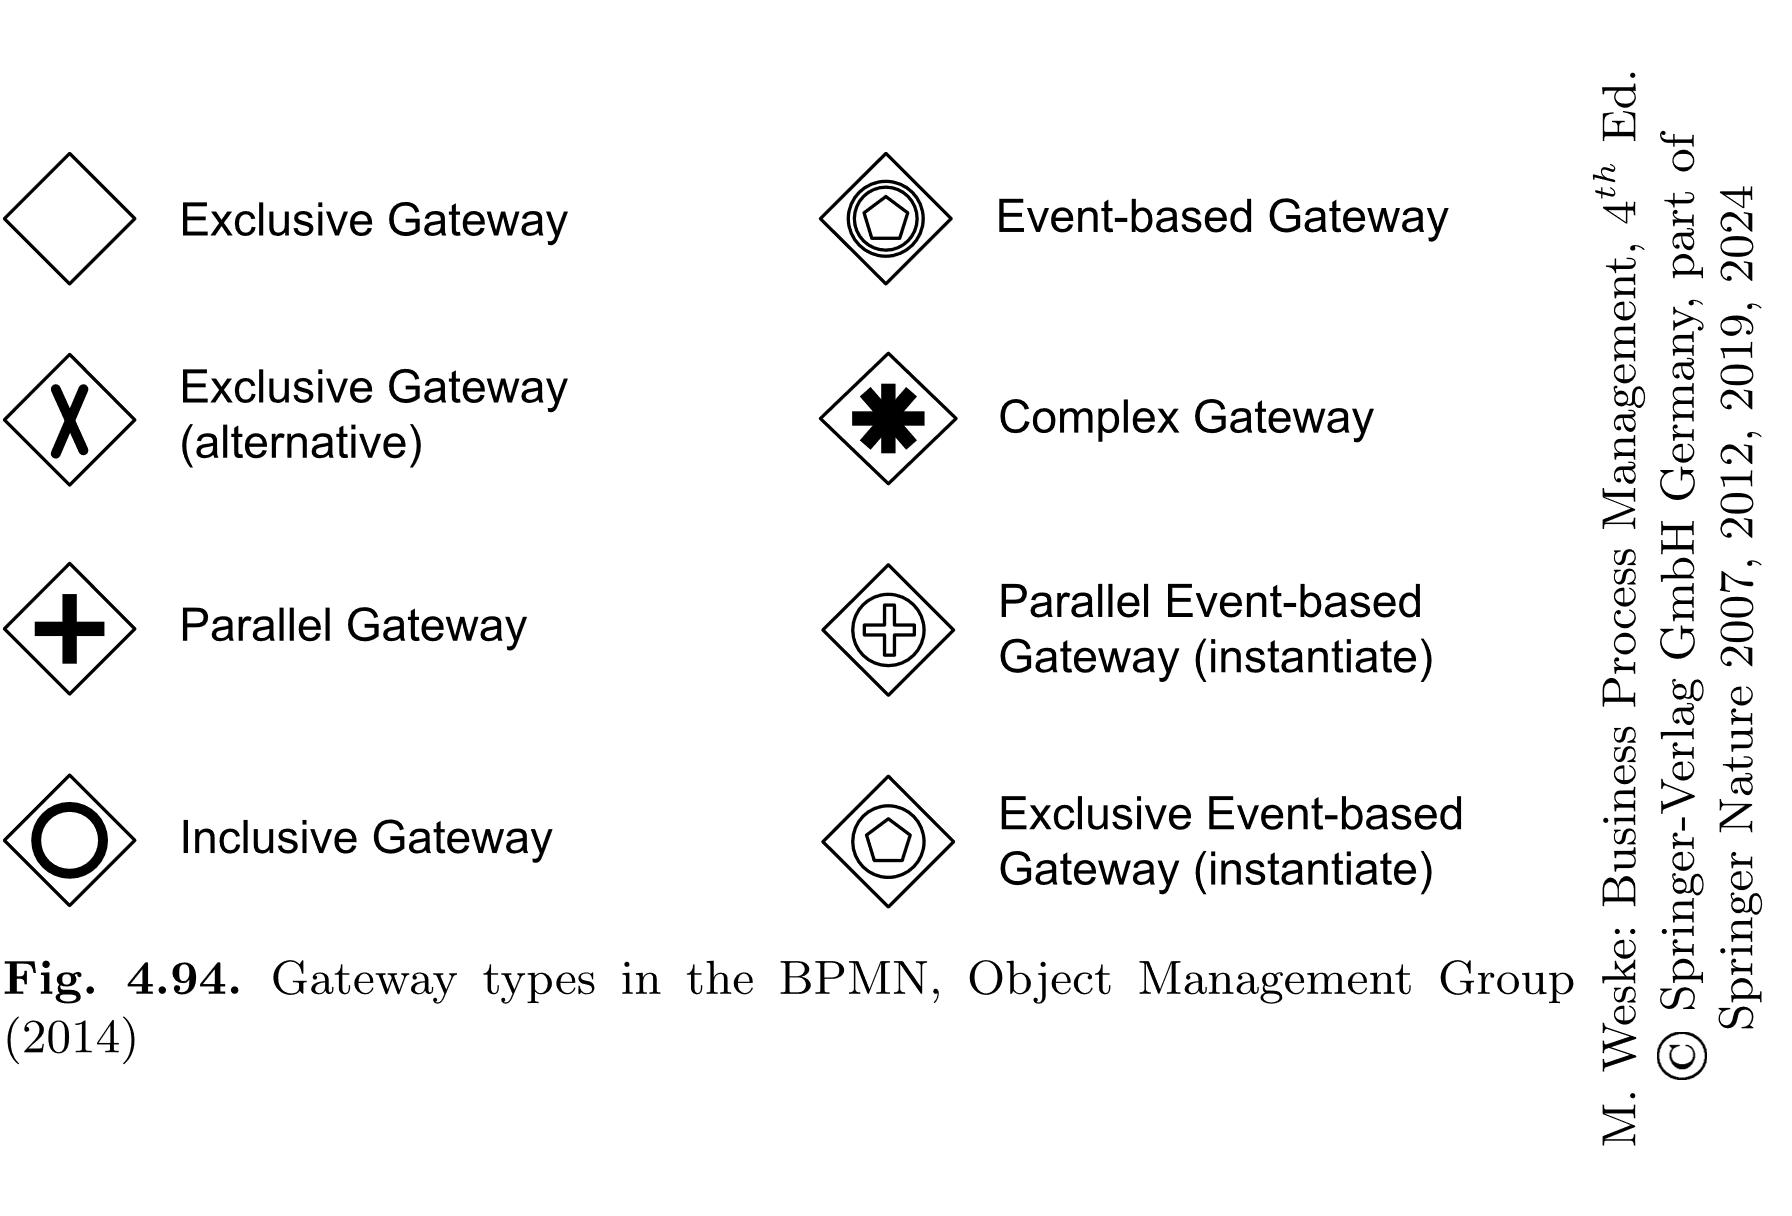 Exclusive Gateway
Exclusive Gateway
(alternative)
Parallel Gateway
Inclusive Gateway
Event-based Gateway
Complex Gateway
Parallel Event-based
Gateway (instantiate)
Exclusive Event-based
Gateway (instantiate)
Fig. 4.94. Gateway types in the BPMN, Object Management Group
(2014)
M. Weske: Business Process Management, 4th Ed.
© Springer-Verlag GmbH Germany, part of
Springer Nature 2007, 2012, 2019, 2024